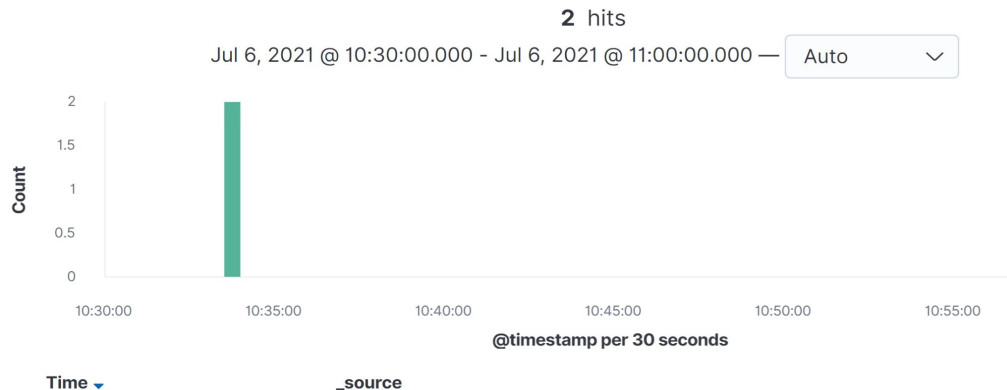 2 hits
Jul 6, 2021 @ 10:30:00.000 - Jul 6, 2021 @ 11:00:00.000 — Auto
2
1.5
1
0.5
0
Count
10:30:00 10:35:00 10:40:00 10:45:00 10:50:00 10:55:00
@timestamp per 30 seconds
Time _source